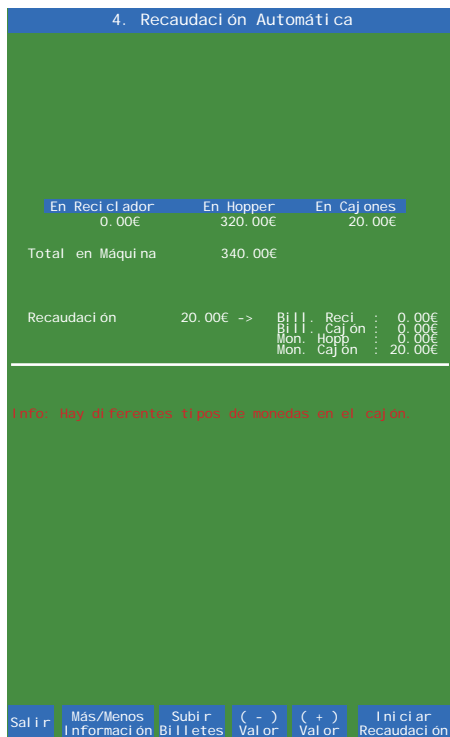 4. Recaudación Automática
En Reciclador En Hopper En Cajones
0.00€ 320.00€ 20.00€
Total en Máquina 340.00€
Recaudación 20.00€ -> Bill. Reci : 0.00€
Bill. Cajón : 0.00€
Mon. Hopp : 0.00€
Mon. Cajón : 20.00€
Info: Hay diferentes tipos de monedas en el cajón.
Salir Más/Menos Información Subir Billetes ( - ) Valor ( + ) Valor Iniciar Recaudación